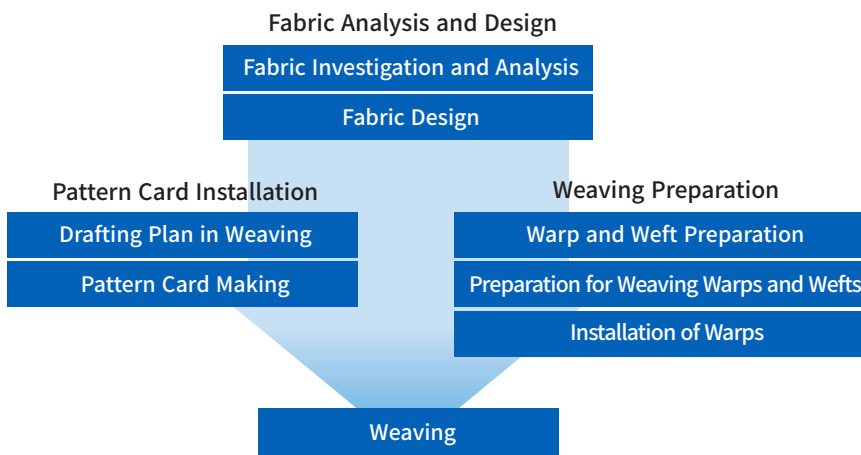 Fabric Analysis and Design
Fabric Investigation and Analysis
Fabric Design
Pattern Card Installation
Drafting Plan in Weaving
Pattern Card Making
Weaving Preparation
Warp and Weft Preparation
Preparation for Weaving Warps and Wefts
Installation of Warps
Weaving